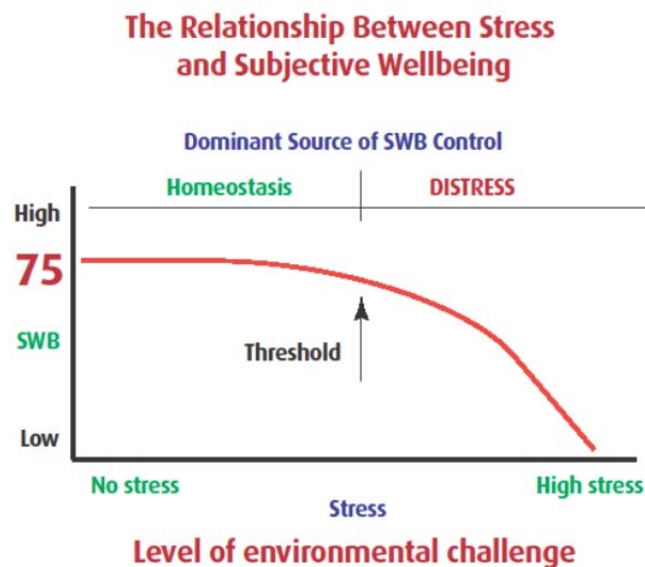 The Relationship Between Stress
and Subjective Wellbeing
Dominant Source of SWB Control
Homeostasis
DISTRESS
High
75
SWB
Threshold
Low
No stress
High stress
Stress
Level of environmental challenge